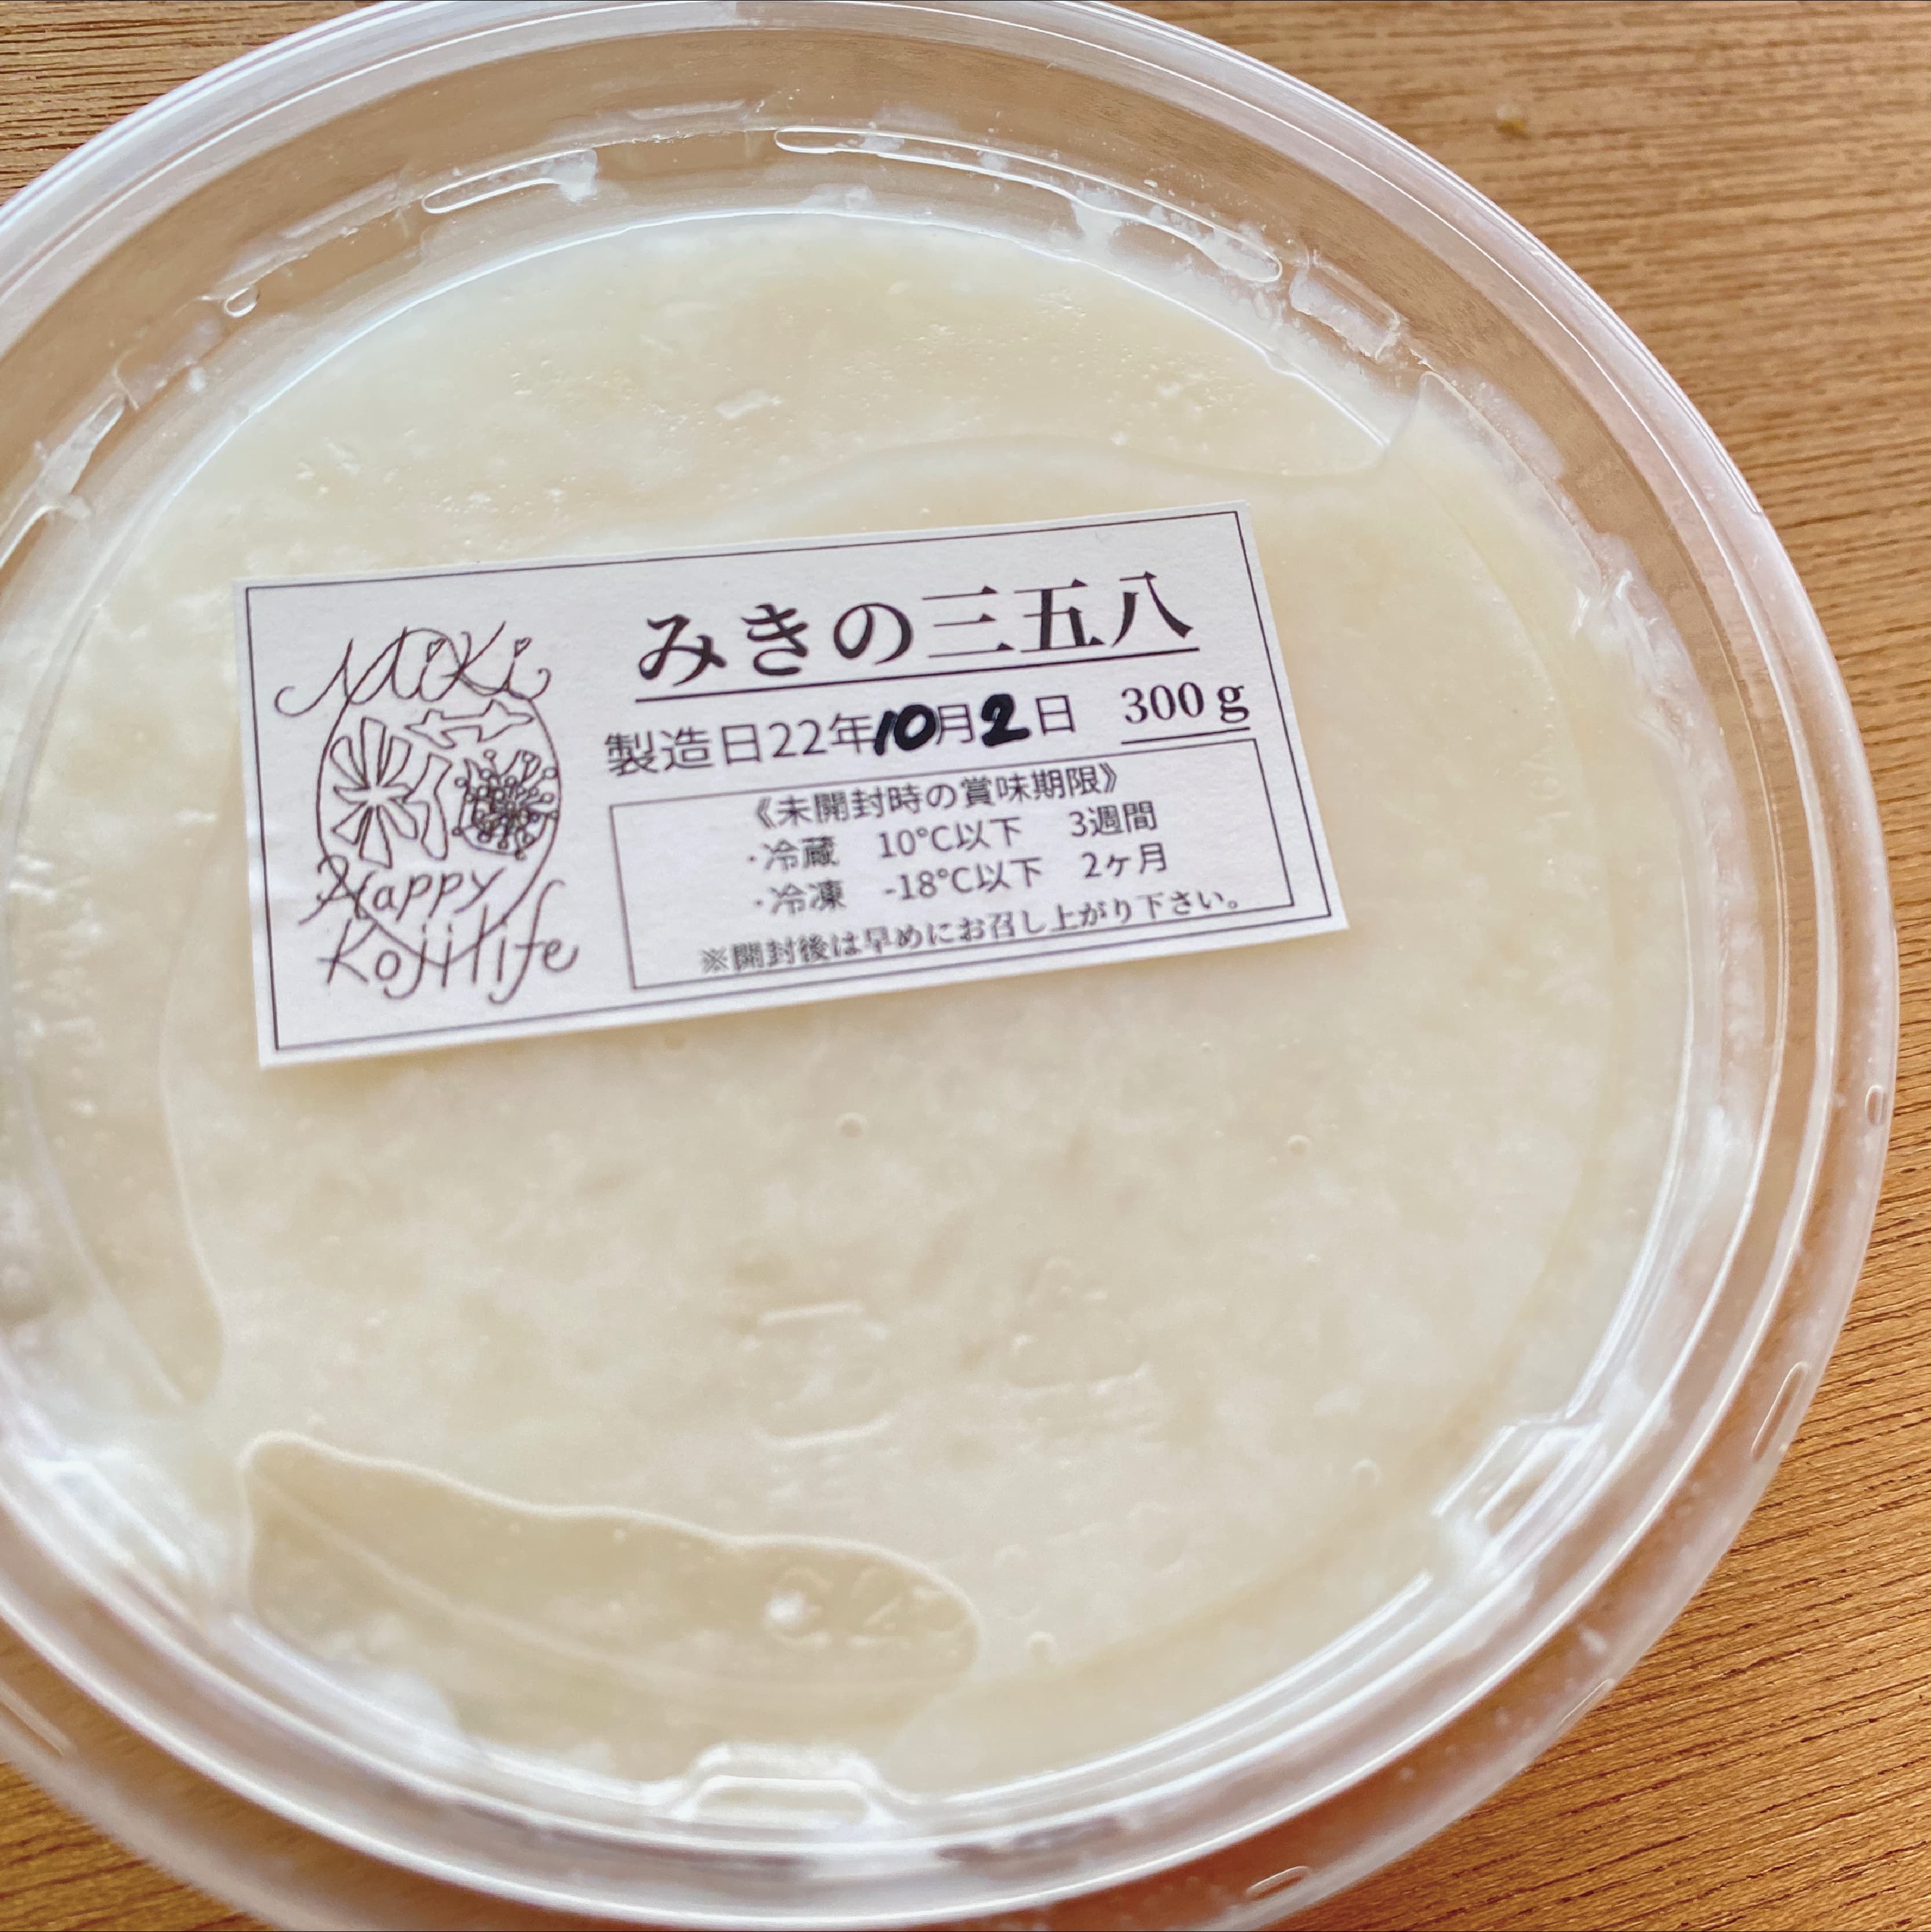 Miki
糀
Happy
Kojilife
みきの三五八
製造日22年10月2日 300g
《未開封時の賞味期限》
・冷蔵 10℃以下 3週間
・冷凍 -18℃以下 2ヶ月
※開封後は早めにお召し上がり下さい。